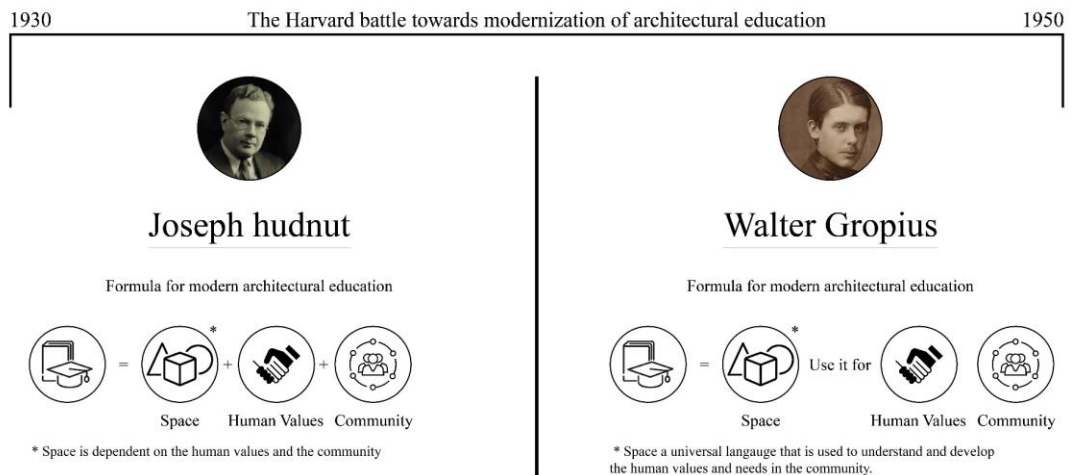 1930 The Harvard battle towards modernization of architectural education 1950
Joseph hudnut
Formula for modern architectural education
= * + +
Space Human Values Community
* Space is dependent on the human values and the community
Walter Gropius
Formula for modern architectural education
= * Use it for
Space Human Values Community
* Space a universal langauge that is used to understand and develop
the human values and needs in the community.